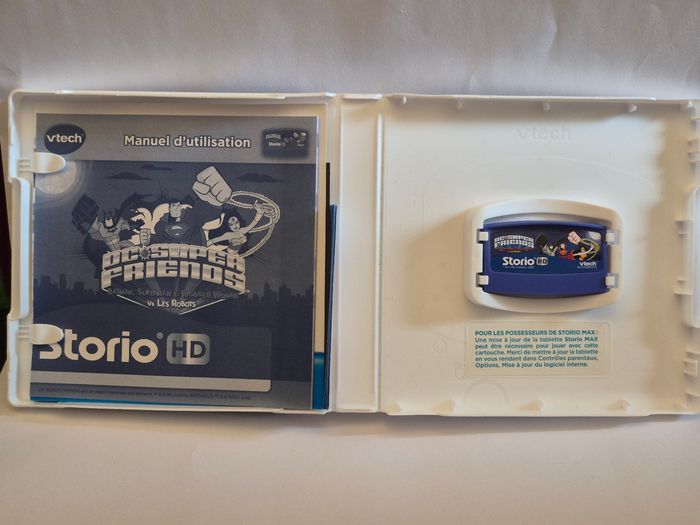 vtech
Manuel d'utilisation
DC SUPER
FRIENDS
BATMAN, SUPERMAN & WONDER WOMAN
VS LES ROBOTS
Storio HD
vtech
DC SUPER
FRIENDS
Storio HD
vtech
POUR LES POSSESSEURS DE STORIO MAX :
Une mise à jour de la tablette Storio MAX
peut être nécessaire pour jouer avec cette
cartouche. Merci de mettre à jour la tablette
en vous rendant dans Contrôles parentaux,
Options, Mise à jour du logiciel interne.